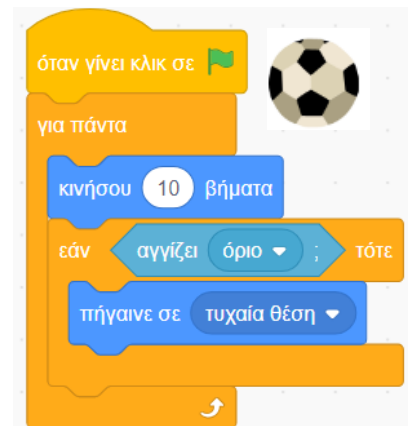 όταν γίνει κλικ σε
για πάντα
κινήσου 10 βήματα
εάν αγγίζει όριο ; τότε
πήγαινε σε τυχαία θέση